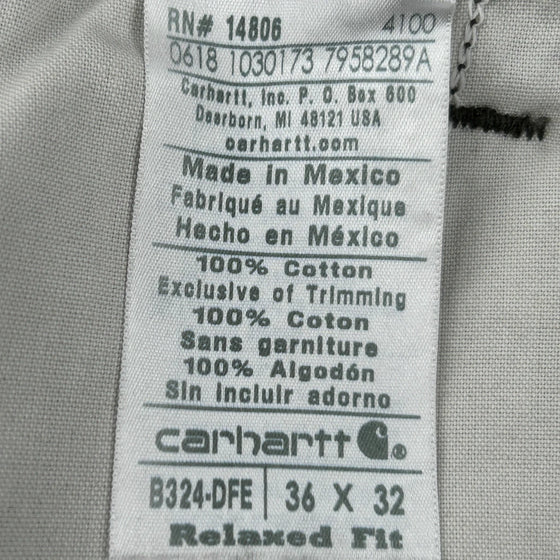 RN# 14806 4100
0618 1030173 7958289A
Carhartt, Inc. P. O. Box 600
Dearborn, MI 48121 USA
carhartt.com
Made in Mexico
Fabriqué au Mexique
Hecho en México
100% Cotton
Exclusive of Trimming
100% Coton
Sans garniture
100% Algodón
Sin incluir adorno
carhartt ®
B324-DFE 36 X 32
Relaxed Fit